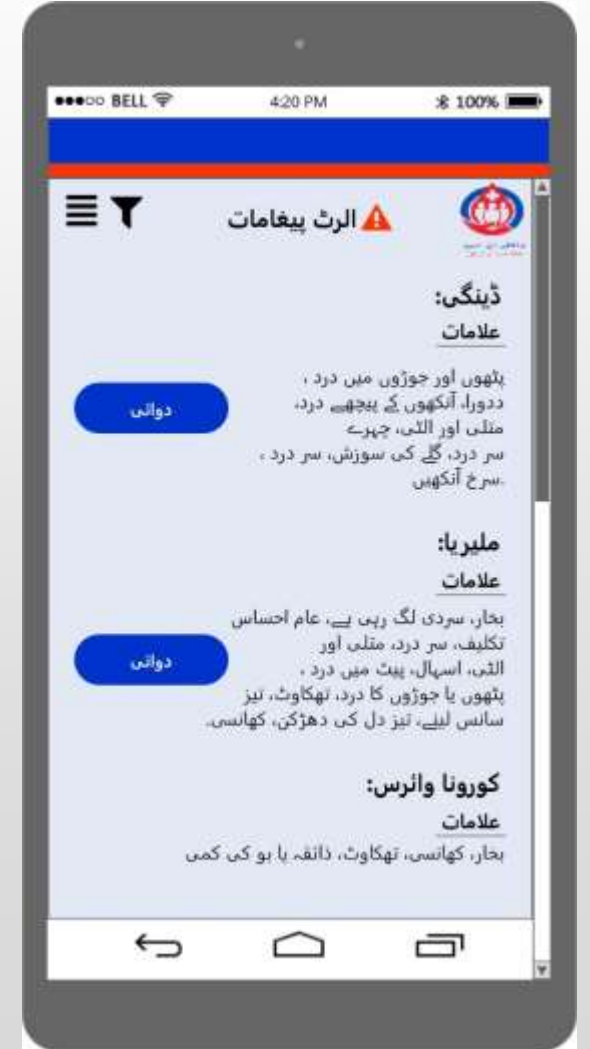 BELL
4:20 PM
100%
الرٹ پیغامات
ڈینگی:
علامات
پٹھوں اور جوڑوں میں درد ،
ددورا، آنکھوں کے پیچھے درد،
متلی اور الٹی، چہرے
سر درد، گلے کی سوزش، سر درد ،
سرخ آنکھیں.
دوائی
ملیریا:
علامات
بخار، سردی لگ رہی ہے، عام احساس
تکلیف، سر درد، متلی اور
الٹی، اسہال، پیٹ میں درد ،
پٹھوں یا جوڑوں کا درد، تھکاوٹ، تیز
سانس لینے، تیز دل کی دھڑکن، کھانسی.
دوائی
کورونا وائرس:
علامات
بخار، کھانسی، تھکاوٹ، ذائقہ یا بو کی کمی